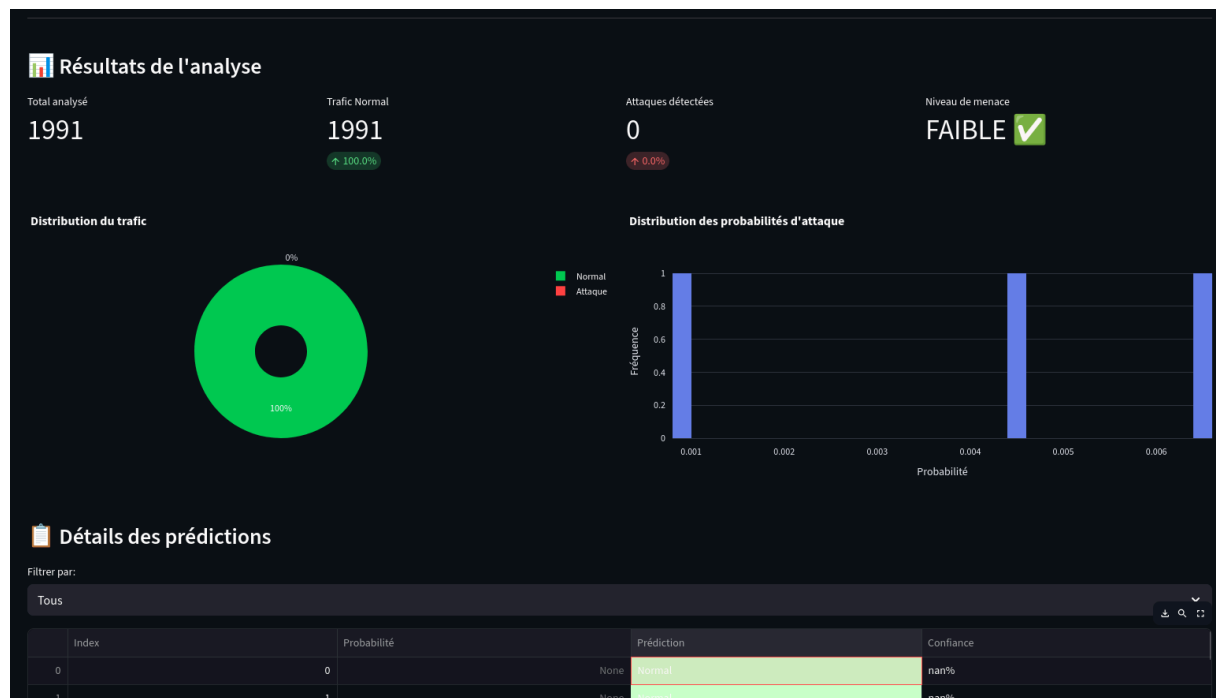 📊 Résultats de l'analyse
Total analysé
Trafic Normal
Attaques détectées
Niveau de menace
1991
1991
0
FAIBLE ✅
↑ 100.0%
↑ 0.0%
Distribution du trafic
0%
100%
Normal
Attaque
Distribution des probabilités d'attaque
1
0.8
0.6
0.4
0.2
0
Fréquence
0.001
0.002
0.003
0.004
0.005
0.006
Probabilité
📋 Détails des prédictions
Filtrer par:
Tous
Index
Probabilité
Prédiction
Confiance
0
0
None
Normal
nan%
1
1
None
nan%